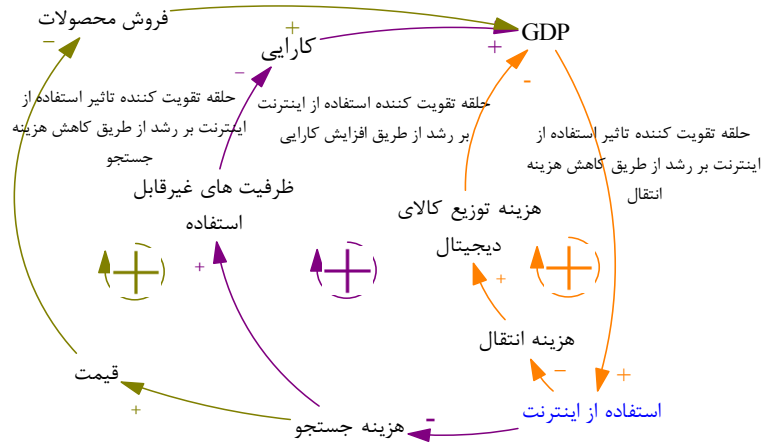 فروش محصولات
+
GDP
–
کارایی
+
–
-
حلقه تقویت کننده تاثیر استفاده از
اینترنت بر رشد از طریق کاهش هزینه
جستجو
حلقه تقویت کننده استفاده از اینترنت
بر رشد از طریق افزایش کارایی
حلقه تقویت کننده تاثیر استفاده از
اینترنت بر رشد از طریق کاهش هزینه
انتقال
ظرفیت های غیرقابل
استفاده
هزینه توزیع کالای
دیجیتال
+
+
+
+
+
هزینه انتقال
قیمت
–
+
+
استفاده از اینترنت
-
هزینه جستجو